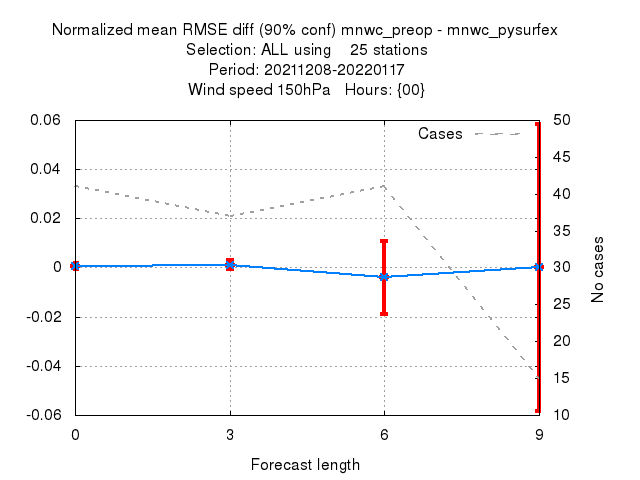 Normalized mean RMSE diff (90% conf) mnwc_preop - mnwc_pysurfex
Selection: ALL using    25 stations
Period: 20211208-20220117
Wind speed 150hPa   Hours: {00}
Cases
0.06
0.04
0.02
0
-0.02
-0.04
-0.06
50
45
40
35
30
25
20
15
10
No cases
0 3 6 9
Forecast length